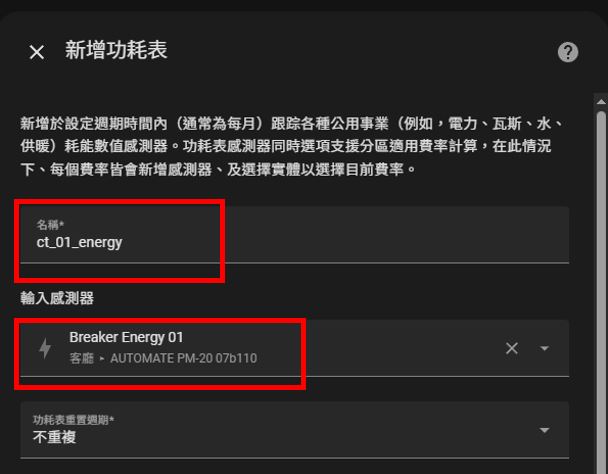 新增功耗表
新增於設定週期時間內（通常為每月）跟踪各種公用事業（例如，電力、瓦斯、水、
供暖）耗能數值感測器。功耗表感測器同時選項支援分區適用費率計算，在此情況
下、每個費率皆會新增感測器、及選擇實體以選擇目前費率。
名稱*
ct_01_energy
輸入感測器
Breaker Energy 01
客廳 ▸ AUTOMATE PM-20 07b110
功耗表重置週期*
不重複